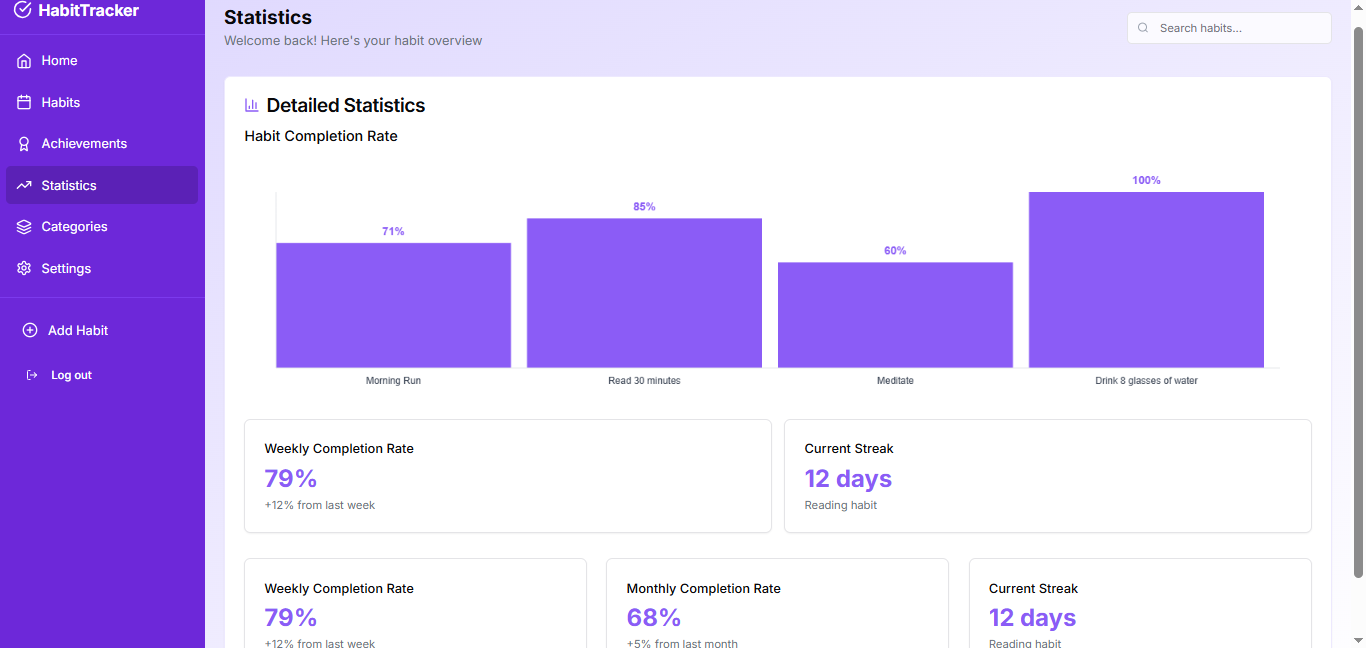 HabitTracker
Home
Habits
Achievements
Statistics
Categories
Settings
Add Habit
Log out
Statistics
Welcome back! Here's your habit overview
Search habits...
Detailed Statistics
Habit Completion Rate
71%
85%
60%
100%
Morning Run
Read 30 minutes
Meditate
Drink 8 glasses of water
Weekly Completion Rate
79%
+12% from last week
Current Streak
12 days
Reading habit
Weekly Completion Rate
79%
+12% from last week
Monthly Completion Rate
68%
+5% from last month
Current Streak
12 days
Reading habit